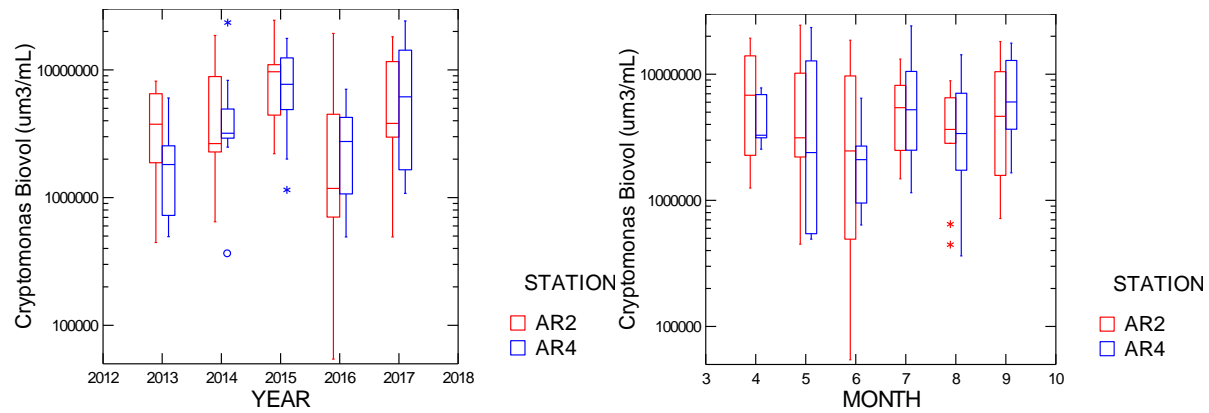 Cryptomonas Biovol (um3/mL)
10000000
1000000
100000
2012 2013 2014 2015 2016 2017 2018
YEAR
STATION
AR2
AR4
Cryptomonas Biovol (um3/mL)
10000000
1000000
100000
3 4 5 6 7 8 9 10
MONTH
STATION
AR2
AR4